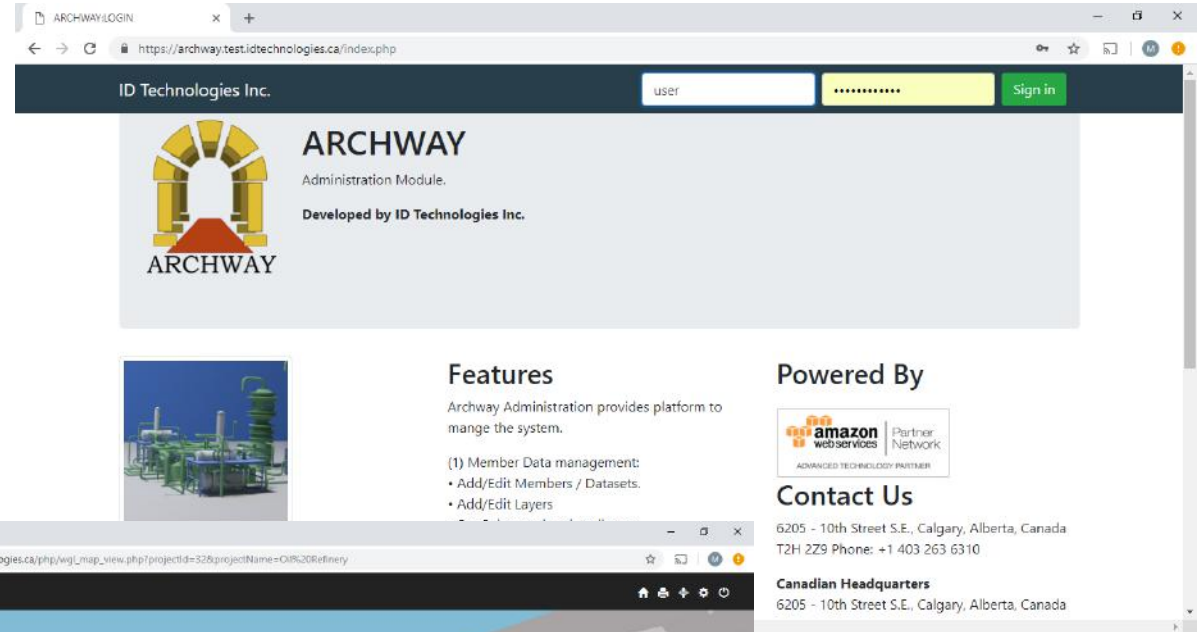 ARCHWAY:LOGIN
https://archway.test.idtechnologies.ca/index.php
M
ID Technologies Inc.
user
••••••••••••
Sign in
ARCHWAY
ARCHWAY
Administration Module.
Developed by ID Technologies Inc.
Features
Archway Administration provides platform to
mange the system.
(1) Member Data management:
• Add/Edit Members / Datasets.
• Add/Edit Layers
Powered By
amazon
webservices
Partner
Network
ADVANCED TECHNOLOGY PARTNER
Contact Us
6205 - 10th Street S.E., Calgary, Alberta, Canada
T2H 2Z9 Phone: +1 403 263 6310
Canadian Headquarters
6205 - 10th Street S.E., Calgary, Alberta, Canada
ogies.ca/php/wgl_map_view.php?projectId=32&projectName=Oil%20Refinery
M